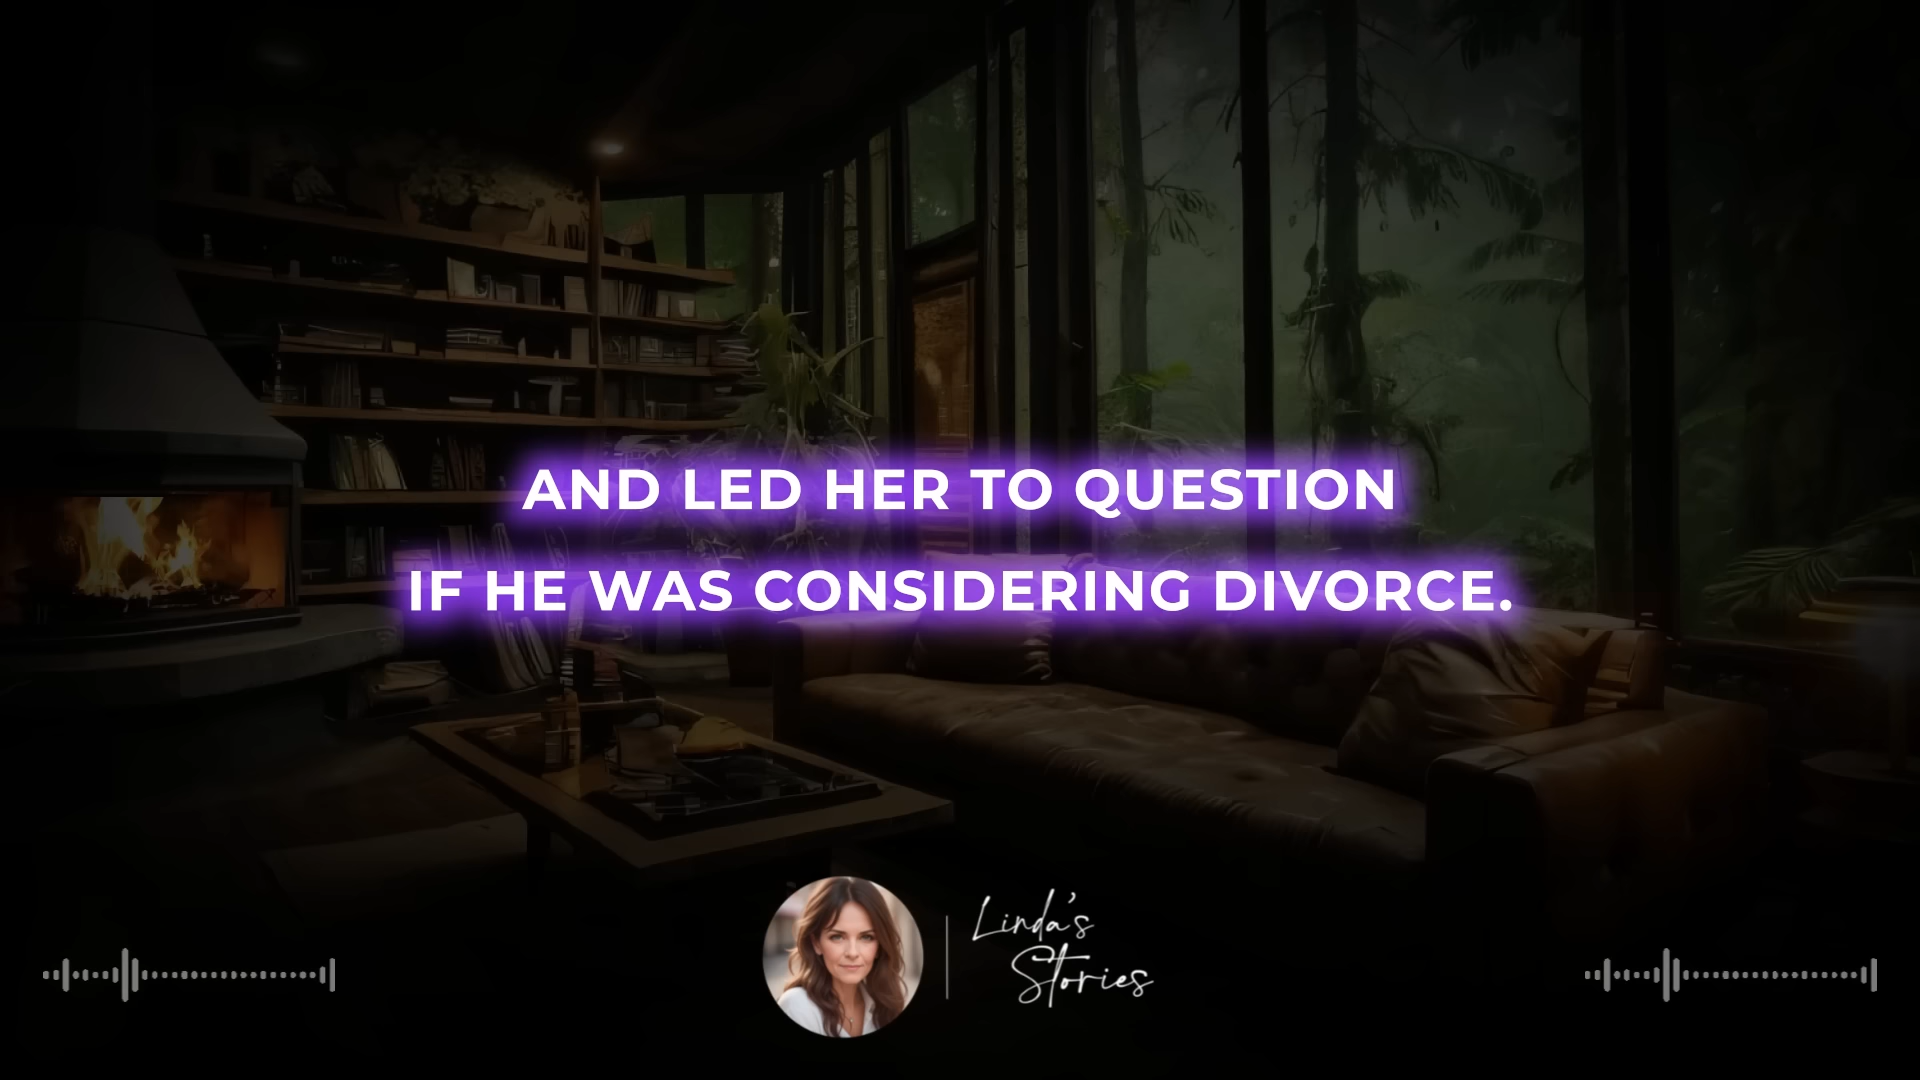 AND LED HER TO QUESTION
IF HE WAS CONSIDERING DIVORCE.
Linda's
Stories